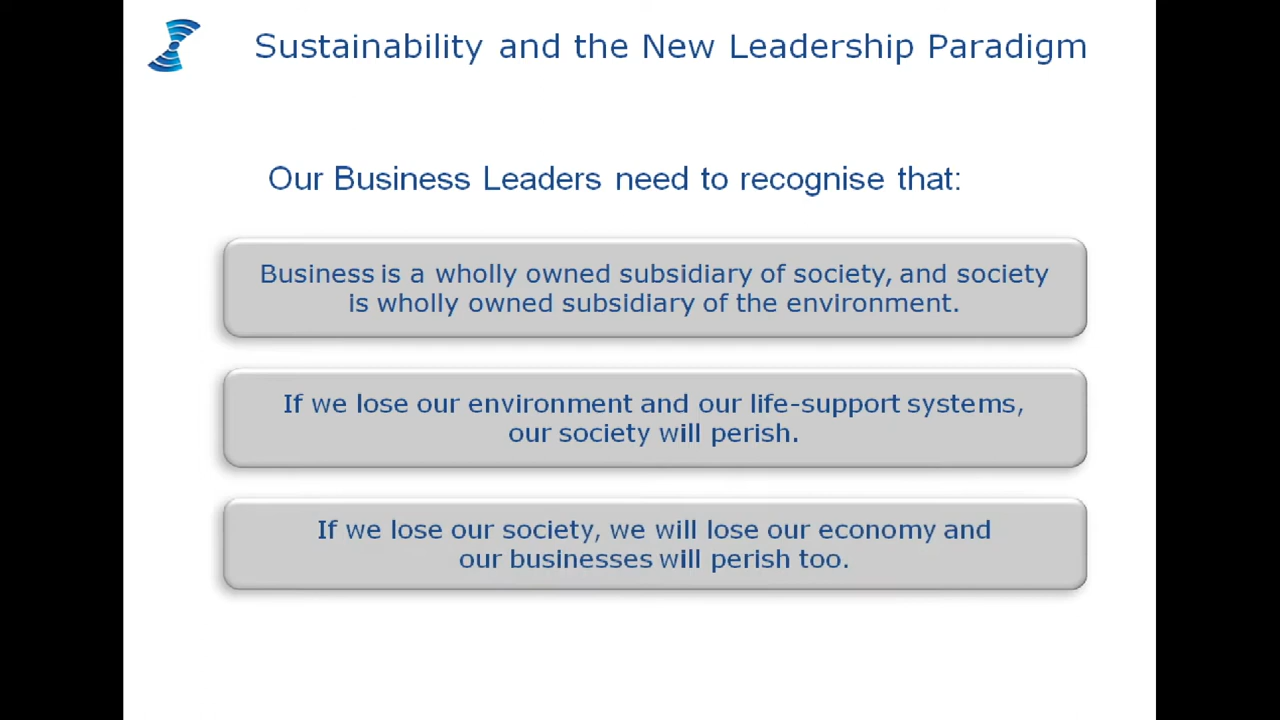 Sustainability and the New Leadership Paradigm
Our Business Leaders need to recognise that:
Business is a wholly owned subsidiary of society, and society
is wholly owned subsidiary of the environment.
If we lose our environment and our life-support systems,
our society will perish.
If we lose our society, we will lose our economy and
our businesses will perish too.